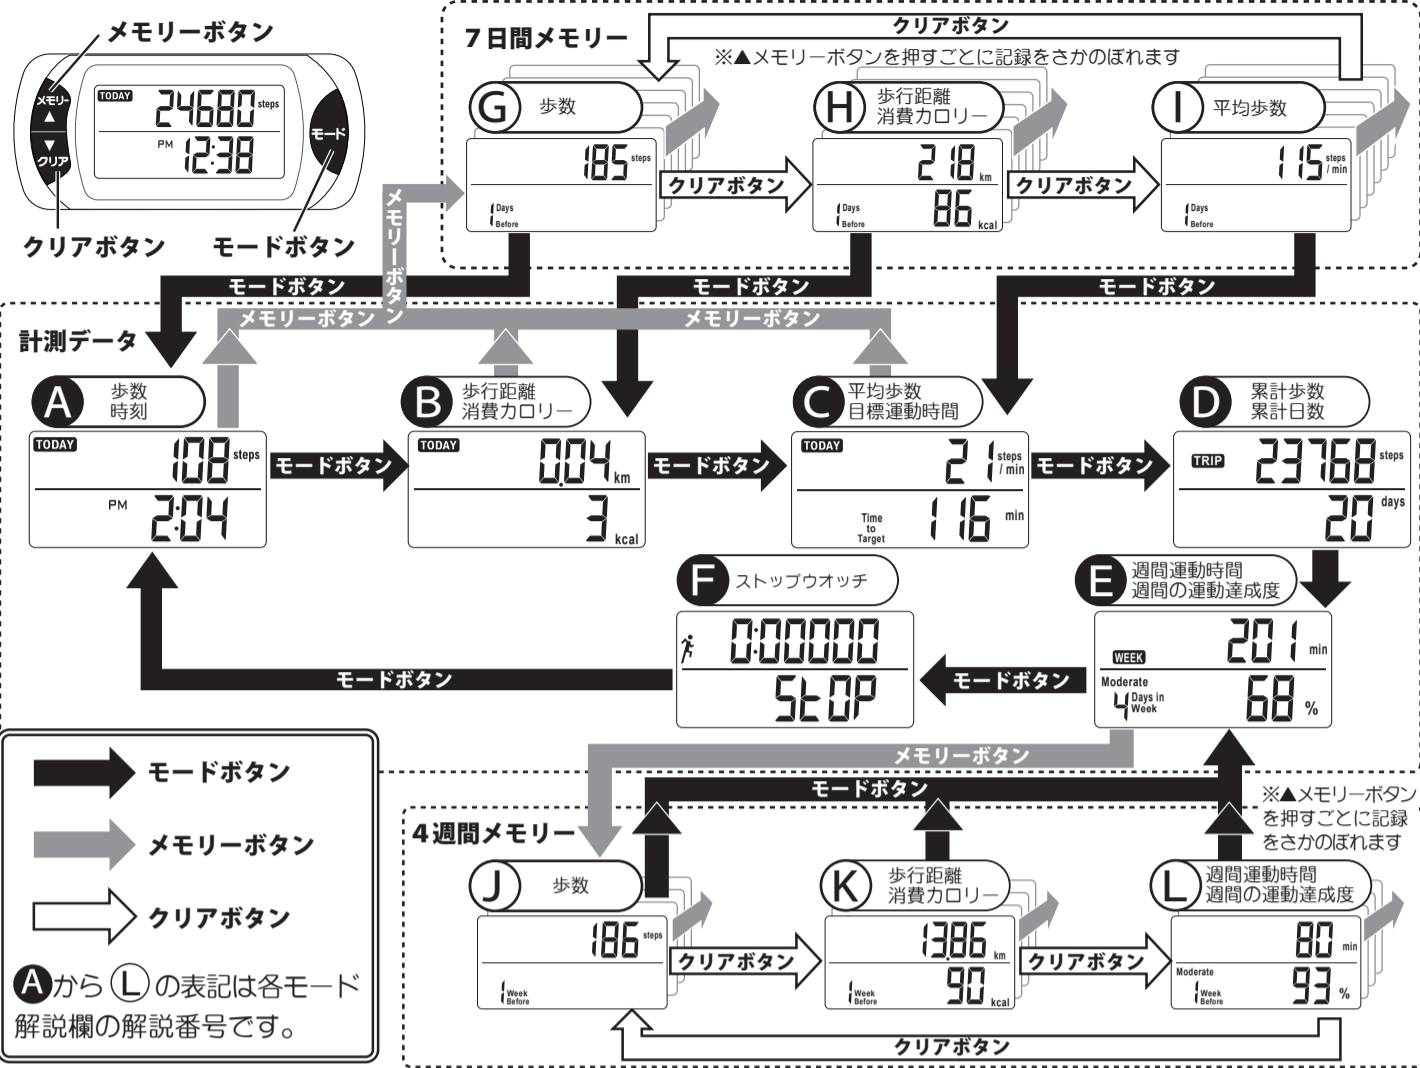 メモリーボタン
メモリー
▲
▼
クリア
TODAY
24680 steps
PM 12:38
モード
クリアボタン
モードボタン
7日間メモリー
クリアボタン
※▲メモリーボタンを押すごとに記録をさかのぼれます
G 歩数
185 steps
1 Days Before
クリアボタン
H 歩行距離
消費カロリー
218 km
1 Days Before
86 kcal
クリアボタン
I 平均歩数
115 steps / min
1 Days Before
メモリーボタン
モードボタン
モードボタン
モードボタン
計測データ
メモリーボタン
メモリーボタン
A 歩数
時刻
TODAY
108 steps
PM 2:04
モードボタン
B 歩行距離
消費カロリー
TODAY
0.04 km
3 kcal
モードボタン
C 平均歩数
目標運動時間
TODAY
21 steps / min
Time to Target
116 min
モードボタン
D 累計歩数
累計日数
TRIP
23768 steps
20 days
E 週間運動時間
週間の運動達成度
WEEK
201 min
Moderate
4 Days in Week
68 %
モードボタン
F ストップウオッチ
0:00000
StOP
モードボタン
メモリーボタン
モードボタン
モードボタン
メモリーボタン
クリアボタン
Aから Lの表記は各モード
解説欄の解説番号です。
4週間メモリー
※▲メモリーボタン
を押すごとに記録
をさかのぼれます
J 歩数
186 steps
1 Week Before
クリアボタン
K 歩行距離
消費カロリー
13.86 km
1 Week Before
90 kcal
クリアボタン
L 週間運動時間
週間の運動達成度
80 min
Moderate
1 Week Before
93 %
クリアボタン